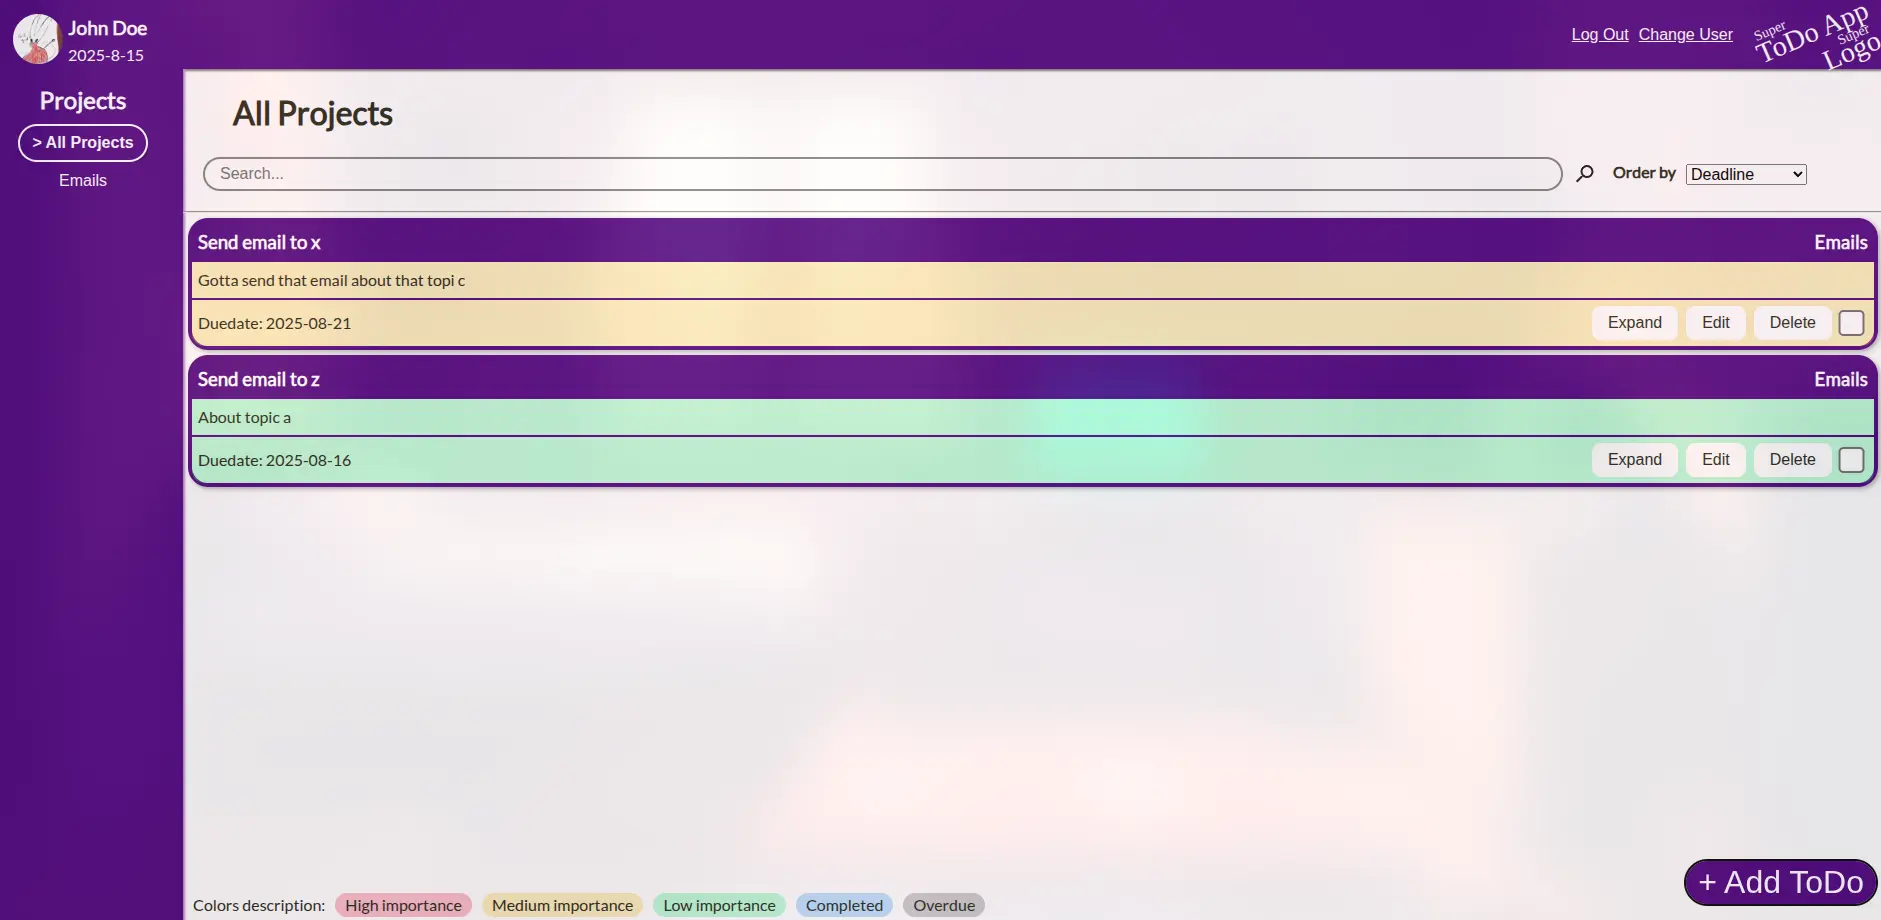 John Doe
2025-8-15
Log Out Change User
Super
ToDo App
Super
Logo
Projects
> All Projects
Emails
All Projects
Search... Order by Deadline
Send email to x Emails
Gotta send that email about that topi c
Duedate: 2025-08-21 Expand Edit Delete
Send email to z Emails
About topic a
Duedate: 2025-08-16 Expand Edit Delete
+ Add ToDo
Colors description: High importance Medium importance Low importance Completed Overdue